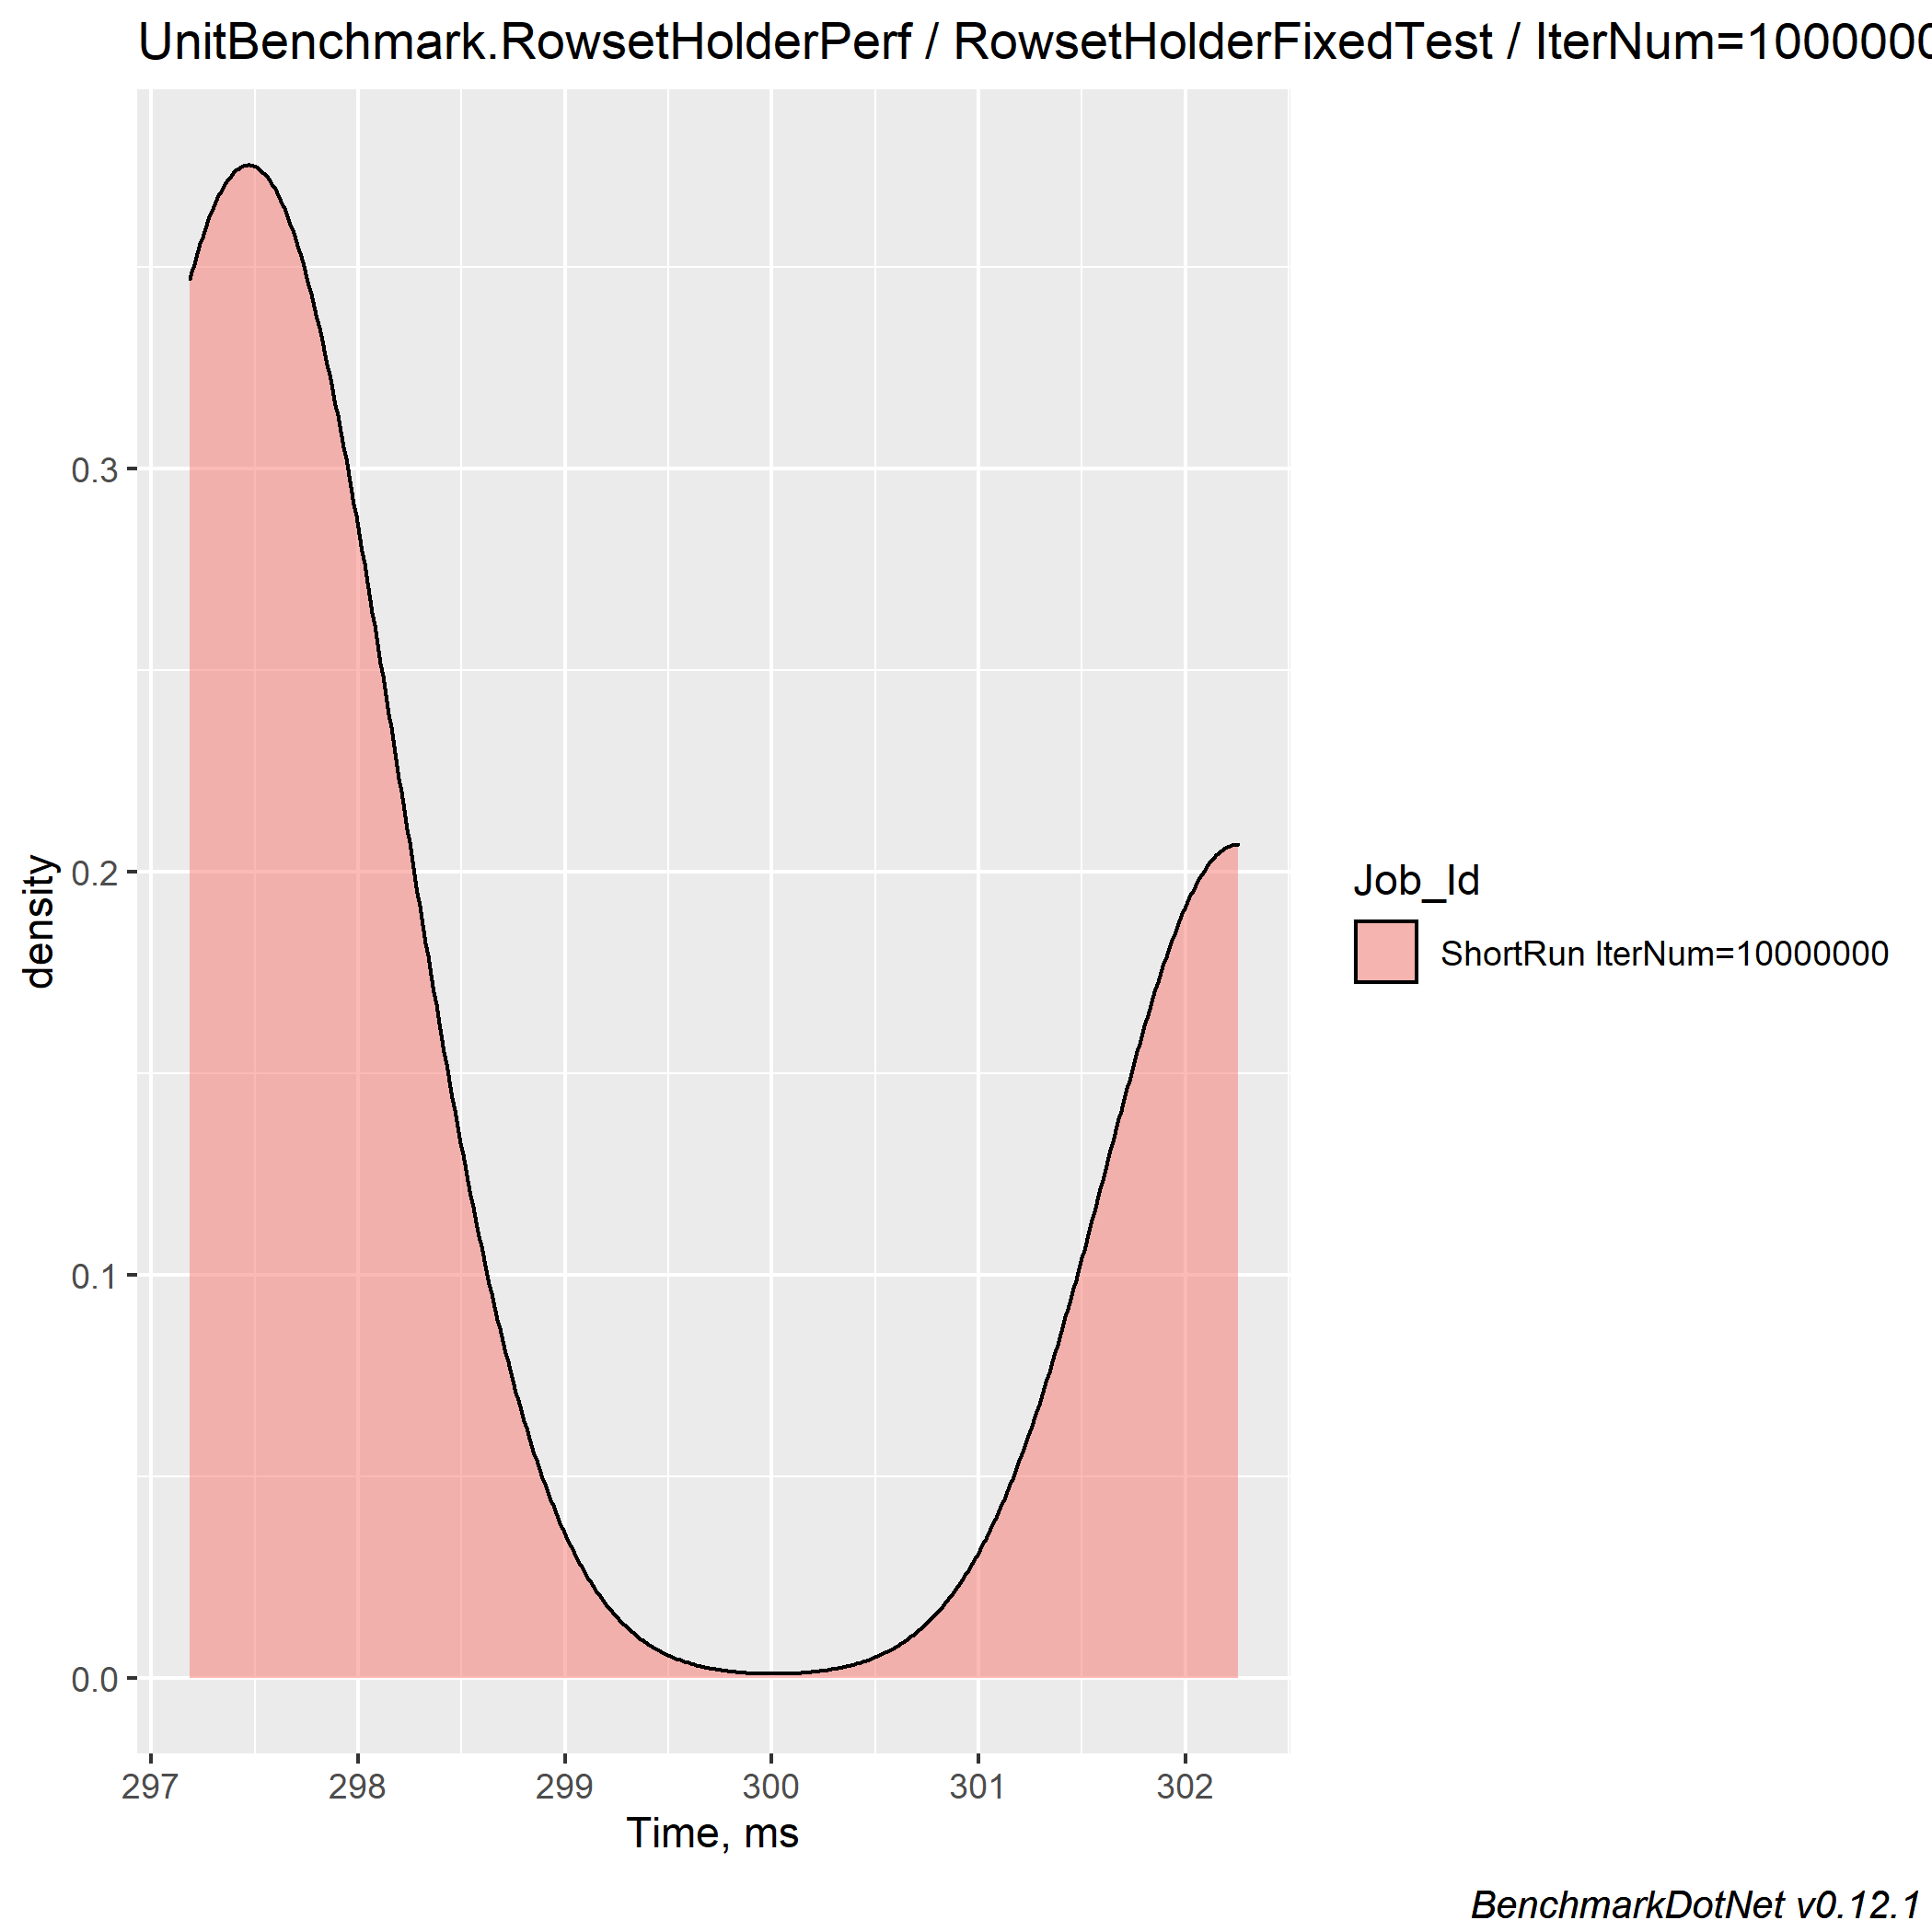 UnitBenchmark.RowsetHolderPerf / RowsetHolderFixedTest / IterNum=1000000
0.3
0.2
0.1
0.0
density
297 298 299 300 301 302
Time, ms
Job_Id
ShortRun IterNum=10000000
BenchmarkDotNet v0.12.1